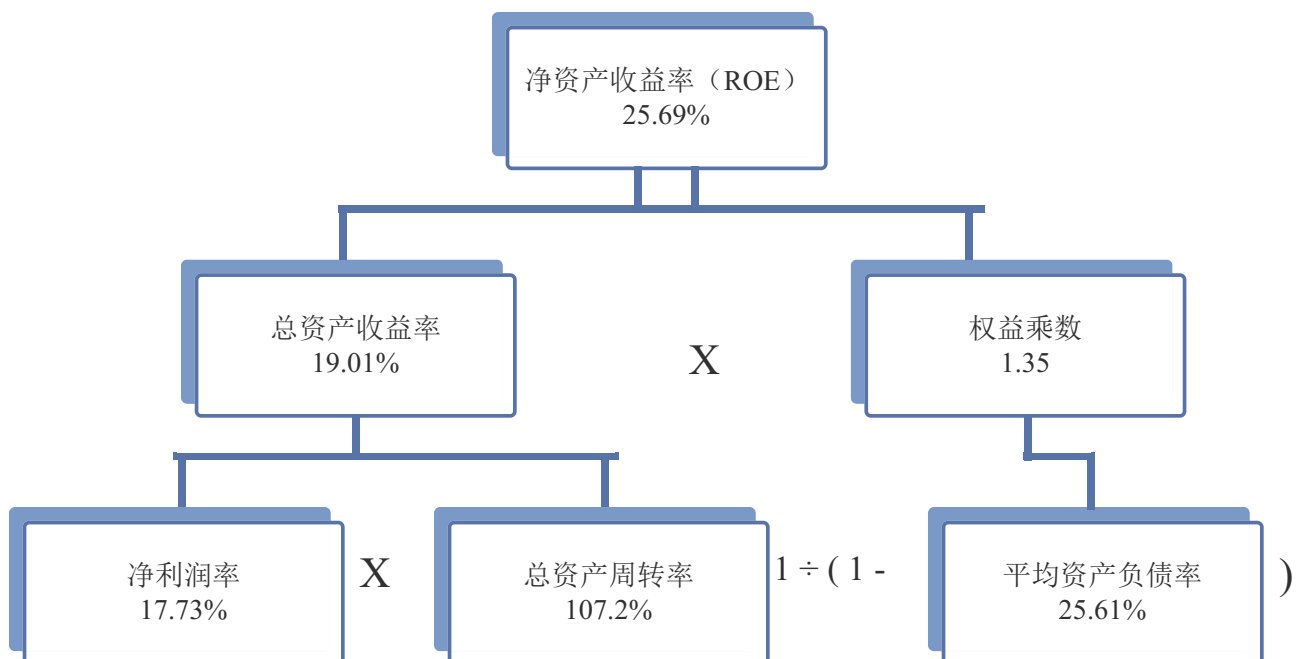 净资产收益率（ROE）
25.69%
总资产收益率
19.01%
X
权益乘数
1.35
净利润率
17.73%
X
总资产周转率
107.2%
1 ÷ ( 1 -
平均资产负债率
25.61%
)